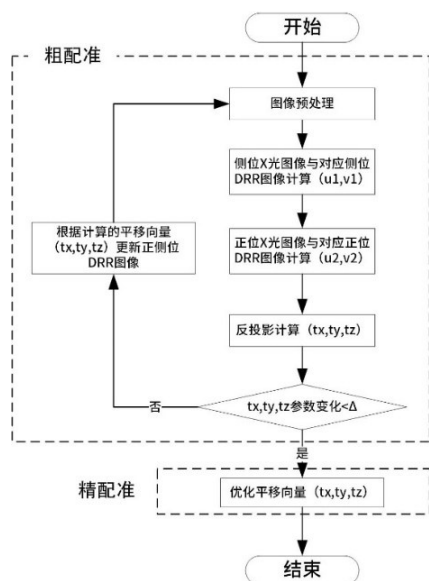 开始
粗配准
图像预处理
侧位X光图像与对应侧位
DRR图像计算（u1,v1）
根据计算的平移向量
（tx,ty,tz）更新正侧位
DRR图像
正位X光图像与对应正位
DRR图像计算（u2,v2）
反投影计算（tx,ty,tz）
tx,ty,tz参数变化<Δ
否
是
精配准
优化平移向量（tx,ty,tz）
结束